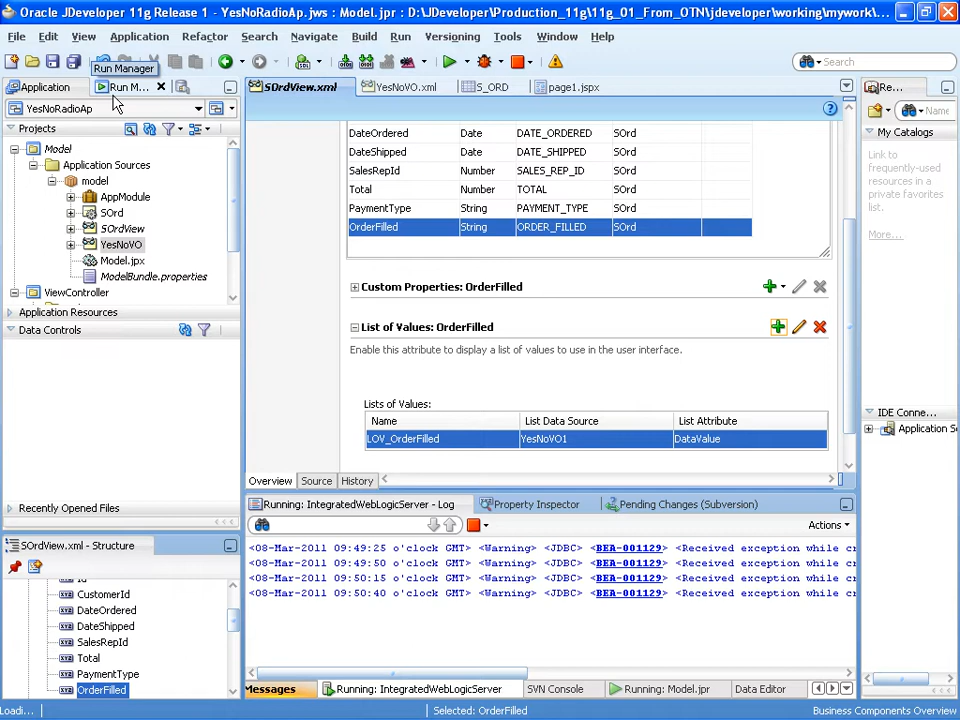 Oracle JDeveloper 11g Release 1 - YesNoRadioAp.jws : Model.jpr : D:\JDeveloper\Production_11g\11g_01_From_OTN\jdeveloper\working\mywork\...
File Edit View Application Refactor Search Navigate Build Run Versioning Tools Window Help
Search
Run Manager
Application Run M...
SOrdView.xml YesNoVO.xml S_ORD page1.jspx
Re...
YesNoRadioAp
Name
Projects
My Catalogs
Model
Application Sources
model
AppModule
SOrd
SOrdView
YesNoVO
Model.jpx
ModelBundle.properties
ViewController
Application Resources
Data Controls
Recently Opened Files
DateOrdered Date DATE_ORDERED SOrd
DateShipped Date DATE_SHIPPED SOrd
SalesRepId Number SALES_REP_ID SOrd
Total Number TOTAL SOrd
PaymentType String PAYMENT_TYPE SOrd
OrderFilled String ORDER_FILLED SOrd
Custom Properties: OrderFilled
List of Values: OrderFilled
Enable this attribute to display a list of values to use in the user interface.
Lists of Values:
Name List Data Source List Attribute
LOV_OrderFilled YesNoVO1 DataValue
Overview Source History
Link to
frequently-used
resources in a
private favorites
list.
More...
IDE Conne...
Application S
SOrdView.xml - Structure
Id
CustomerId
DateOrdered
DateShipped
SalesRepId
Total
PaymentType
OrderFilled
Running: IntegratedWebLogicServer - Log Property Inspector Pending Changes (Subversion)
Actions
<08-Mar-2011 09:49:25 o'clock GMT> <Warning> <JDBC> <BEA-001129> <Received exception while cr
<08-Mar-2011 09:49:50 o'clock GMT> <Warning> <JDBC> <BEA-001129> <Received exception while cr
<08-Mar-2011 09:50:15 o'clock GMT> <Warning> <JDBC> <BEA-001129> <Received exception while cr
<08-Mar-2011 09:50:40 o'clock GMT> <Warning> <JDBC> <BEA-001129> <Received exception while cr
Messages Running: IntegratedWebLogicServer SVN Console Running: Model.jpr Data Editor
Loadi... Selected: OrderFilled Business Components Overview